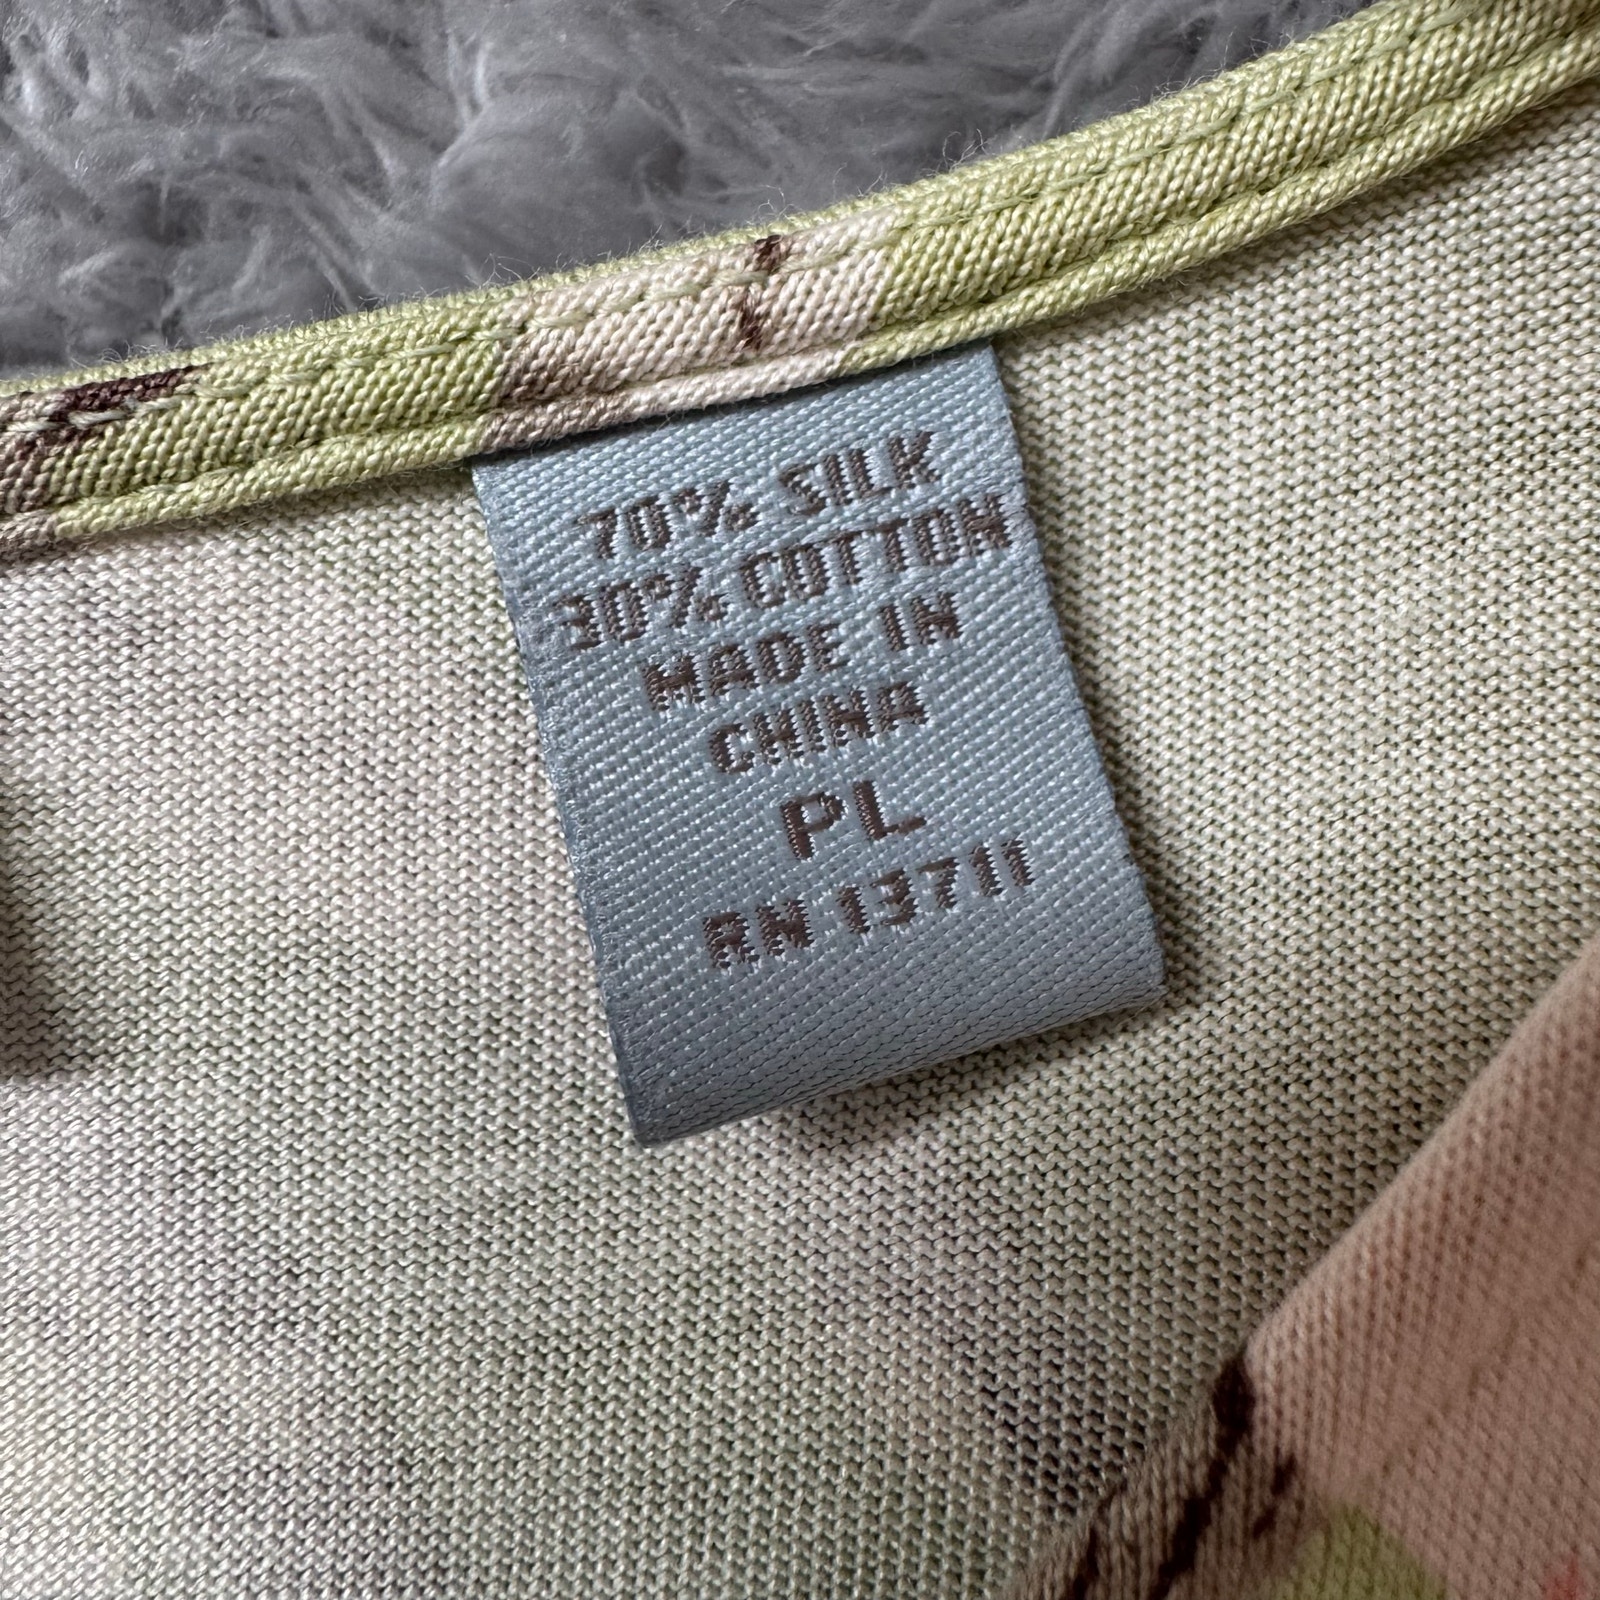 70% SILK
30% COTTON
MADE IN
CHINA
PL
RN 13711